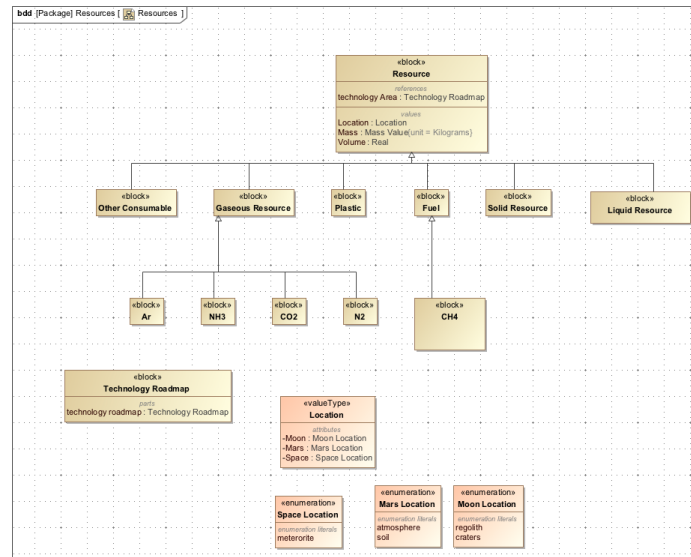 bdd [Package] Resources [ Resources ]
«block»
Resource
references
technology Area : Technology Roadmap
values
Location : Location
Mass : Mass Value{unit = Kilograms}
Volume : Real
«block»
Other Consumable
«block»
Gaseous Resource
«block»
Plastic
«block»
Fuel
«block»
Solid Resource
«block»
Liquid Resource
«block»
Ar
«block»
NH3
«block»
CO2
«block»
N2
«block»
CH4
«block»
Technology Roadmap
parts
technology roadmap : Technology Roadmap
«valueType»
Location
attributes
-Moon : Moon Location
-Mars : Mars Location
-Space : Space Location
«enumeration»
Space Location
enumeration literals
meterorite
«enumeration»
Mars Location
enumeration literals
atmosphere
soil
«enumeration»
Moon Location
enumeration literals
regolith
craters